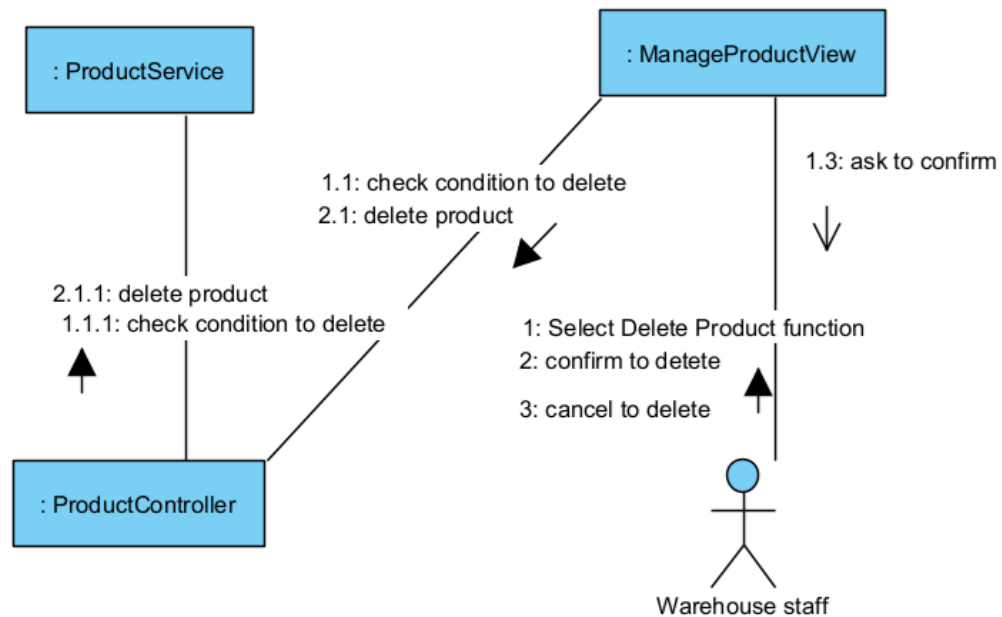 : ProductService
: ManageProductView
1.3: ask to confirm
1.1: check condition to delete
2.1: delete product
2.1.1: delete product
1.1.1: check condition to delete
1: Select Delete Product function
2: confirm to detete
3: cancel to delete
: ProductController
Warehouse staff